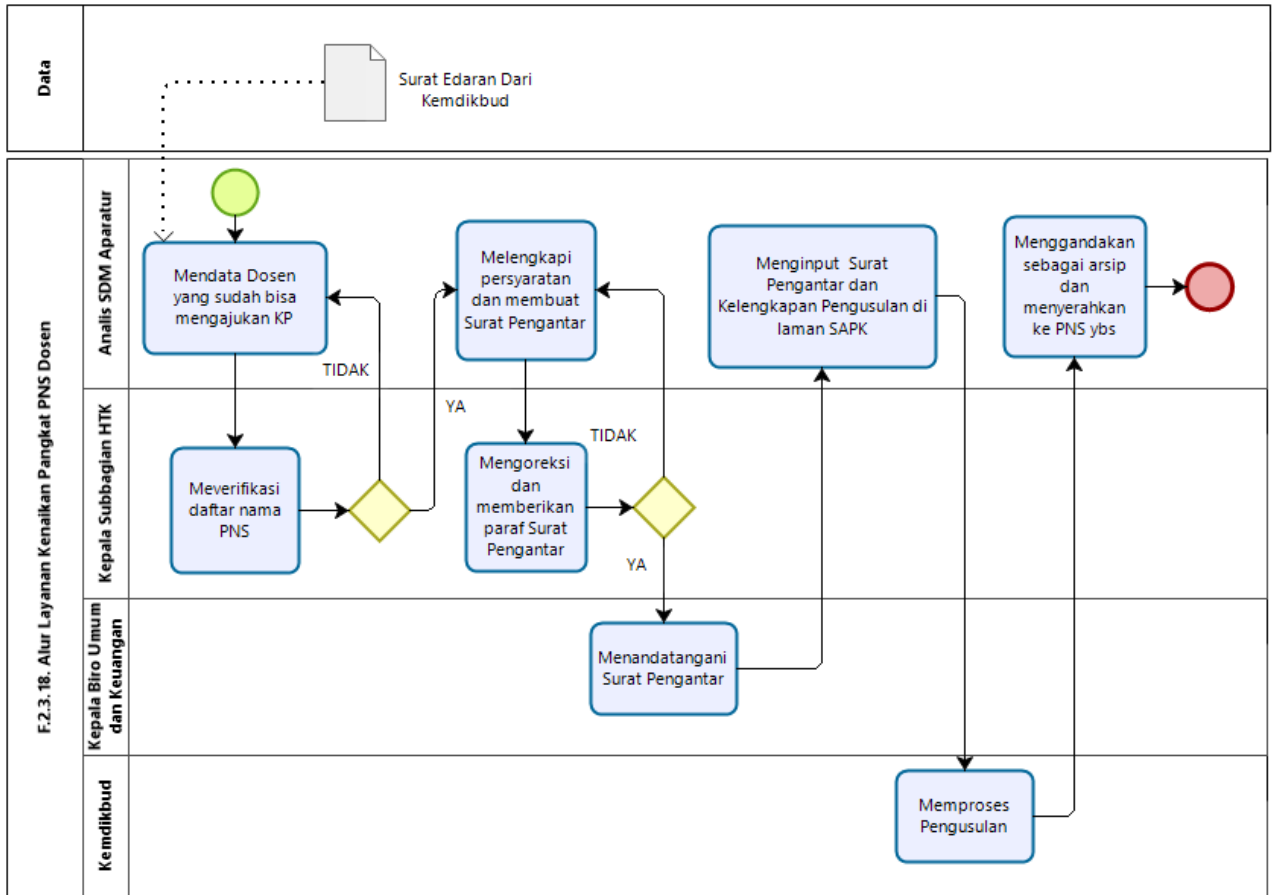 Data
Surat Edaran Dari
Kemdikbud
F.2.3.18. Alur Layanan Kenaikan Pangkat PNS Dosen
Analis SDM Aparatur
Mendata Dosen
yang sudah bisa
mengajukan KP
TIDAK
Melengkapi
persyaratan
dan membuat
Surat Pengantar
Menginput  Surat
Pengantar dan
Kelengkapan Pengusulan di
laman SAPK
Menggandakan
sebagai arsip
dan
menyerahkan
ke PNS ybs
Kepala Subbagian HTK
Meverifikasi
daftar nama
PNS
YA
Mengoreksi
dan
memberikan
paraf Surat
Pengantar
TIDAK
YA
Kepala Biro Umum
dan Keuangan
Menandatangani
Surat Pengantar
Kemdikbud
Memproses
Pengusulan